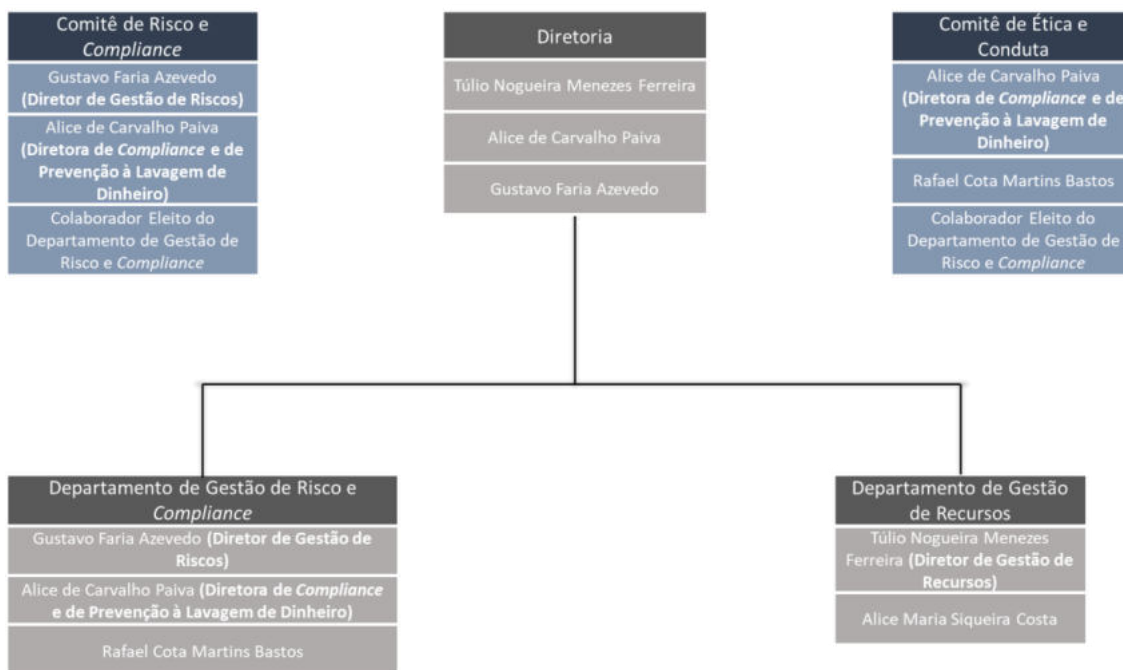 Comitê de Risco e
Compliance
Gustavo Faria Azevedo
(Diretor de Gestão de Riscos)
Alice de Carvalho Paiva
(Diretora de Compliance e de
Prevenção à Lavagem de
Dinheiro)
Colaborador Eleito do
Departamento de Gestão de
Risco e Compliance
Diretoria
Túlio Nogueira Menezes Ferreira
Alice de Carvalho Paiva
Gustavo Faria Azevedo
Comitê de Ética e
Conduta
Alice de Carvalho Paiva
(Diretora de Compliance e de
Prevenção à Lavagem de
Dinheiro)
Rafael Cota Martins Bastos
Colaborador Eleito do
Departamento de Gestão de
Risco e Compliance
Departamento de Gestão de Risco e
Compliance
Gustavo Faria Azevedo (Diretor de Gestão de
Riscos)
Alice de Carvalho Paiva (Diretora de Compliance
e de Prevenção à Lavagem de Dinheiro)
Rafael Cota Martins Bastos
Departamento de Gestão
de Recursos
Túlio Nogueira Menezes
Ferreira (Diretor de Gestão de
Recursos)
Alice Maria Siqueira Costa